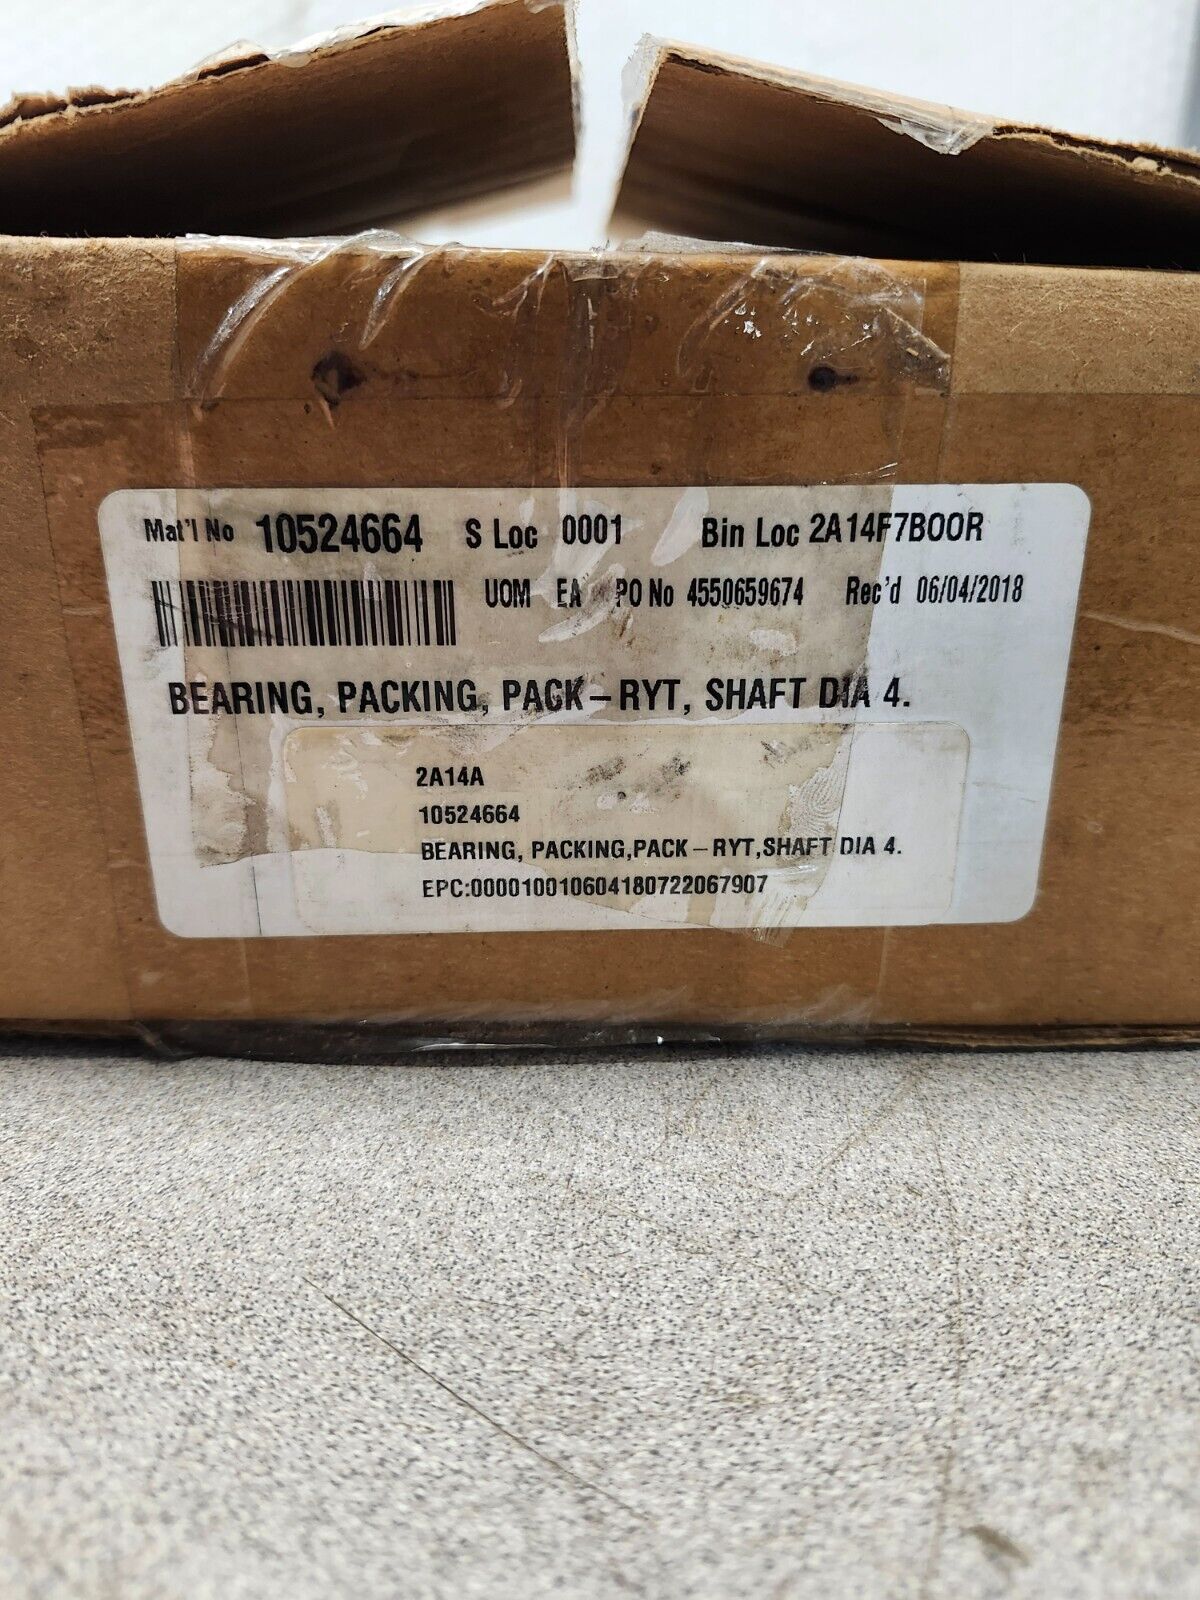 Mat'l No 10524664 S Loc 0001 Bin Loc 2A14F7B00R
UOM EA PO No 4550659674 Rec'd 06/04/2018
BEARING, PACKING, PACK-RYT, SHAFT DIA 4.
2A14A
10524664
BEARING, PACKING,PACK-RYT,SHAFT DIA 4.
EPC:000010010604180722067907